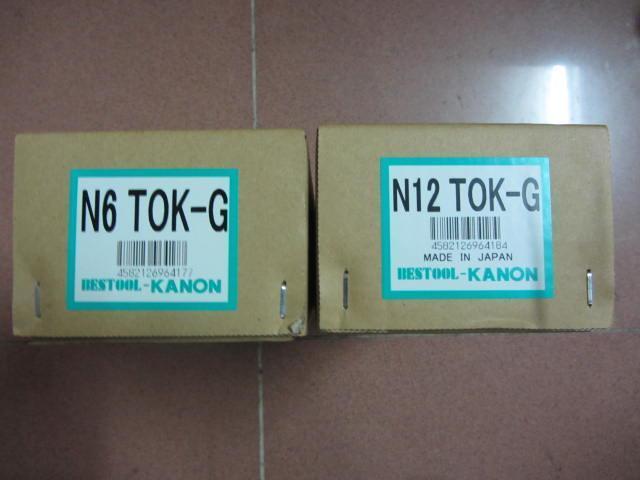 N6 TOK-G
4582126964177
BESTOOL-KANON
N12 TOK-G
4582126964184
MADE IN JAPAN
BESTOOL-KANON